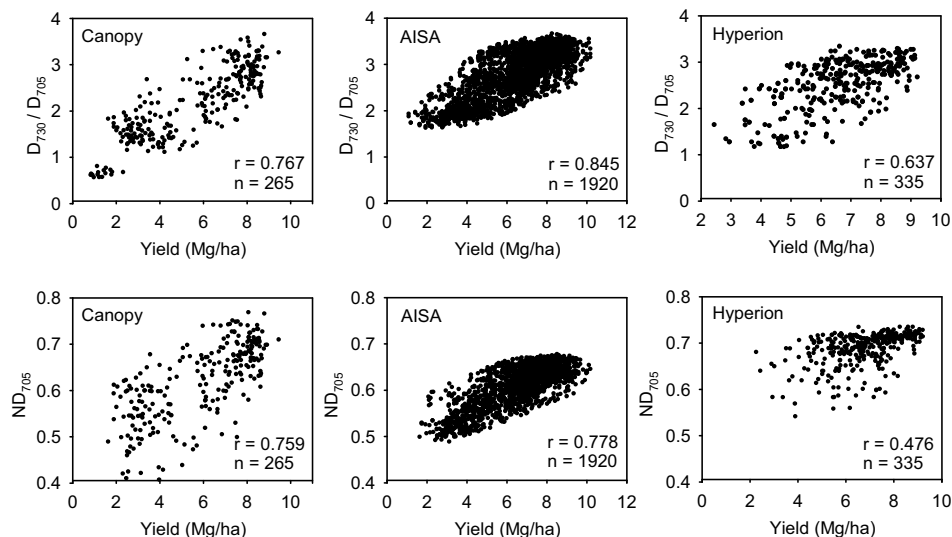 Canopy
D730 / D705
4
3
2
1
0
r = 0.767
n = 265
0 2 4 6 8 10
Yield (Mg/ha)
AISA
D730 / D705
4
3
2
1
0
r = 0.845
n = 1920
0 2 4 6 8 10 12
Yield (Mg/ha)
Hyperion
D730 / D705
4
3
2
1
0
r = 0.637
n = 335
2 3 4 5 6 7 8 9 10
Yield (Mg/ha)
Canopy
ND705
0.8
0.7
0.6
0.5
0.4
r = 0.759
n = 265
0 2 4 6 8 10
Yield (Mg/ha)
AISA
ND705
0.8
0.7
0.6
0.5
0.4
r = 0.778
n = 1920
0 2 4 6 8 10 12
Yield (Mg/ha)
Hyperion
ND705
0.8
0.7
0.6
0.5
0.4
r = 0.476
n = 335
0 2 4 6 8 10
Yield (Mg/ha)